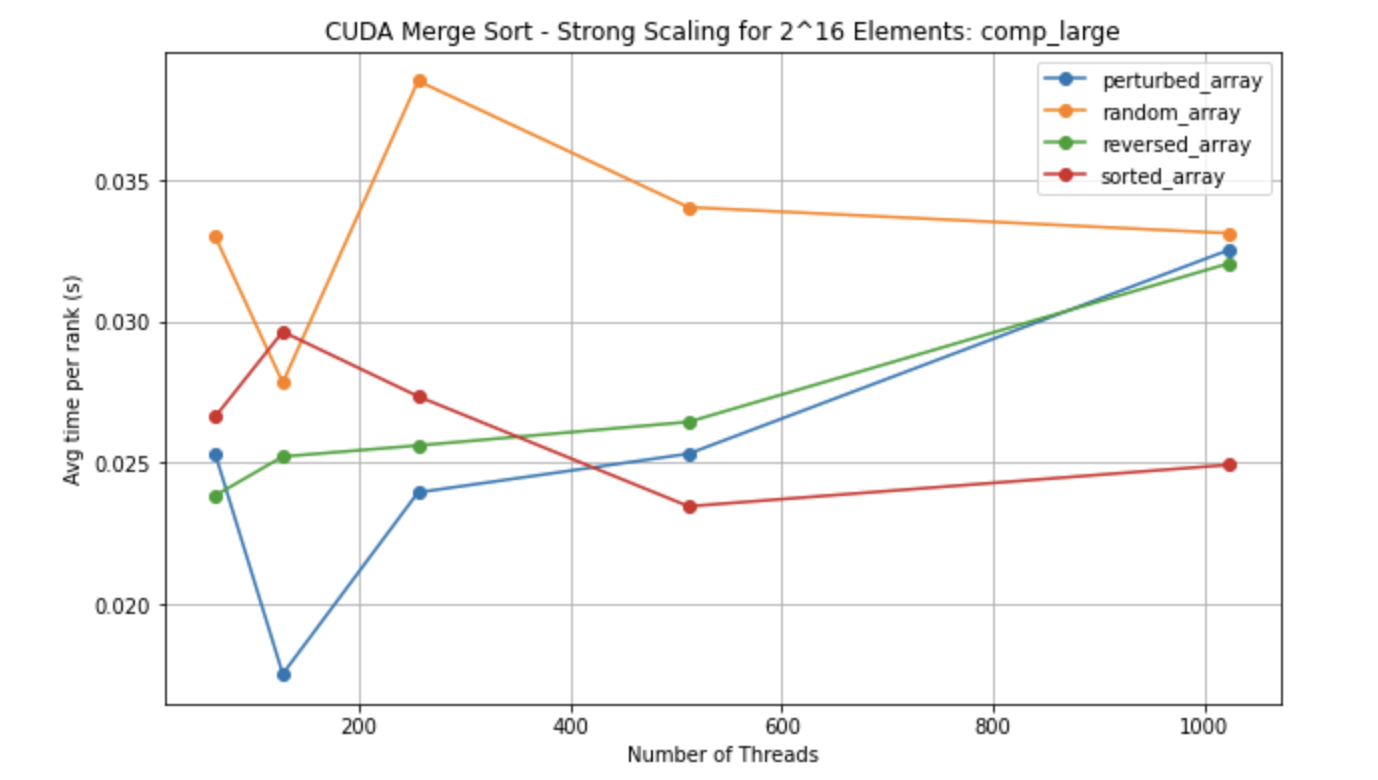 CUDA Merge Sort - Strong Scaling for 2^16 Elements: comp_large
perturbed_array
random_array
reversed_array
sorted_array
0.035
0.030
0.025
0.020
Avg time per rank (s)
200 400 600 800 1000
Number of Threads